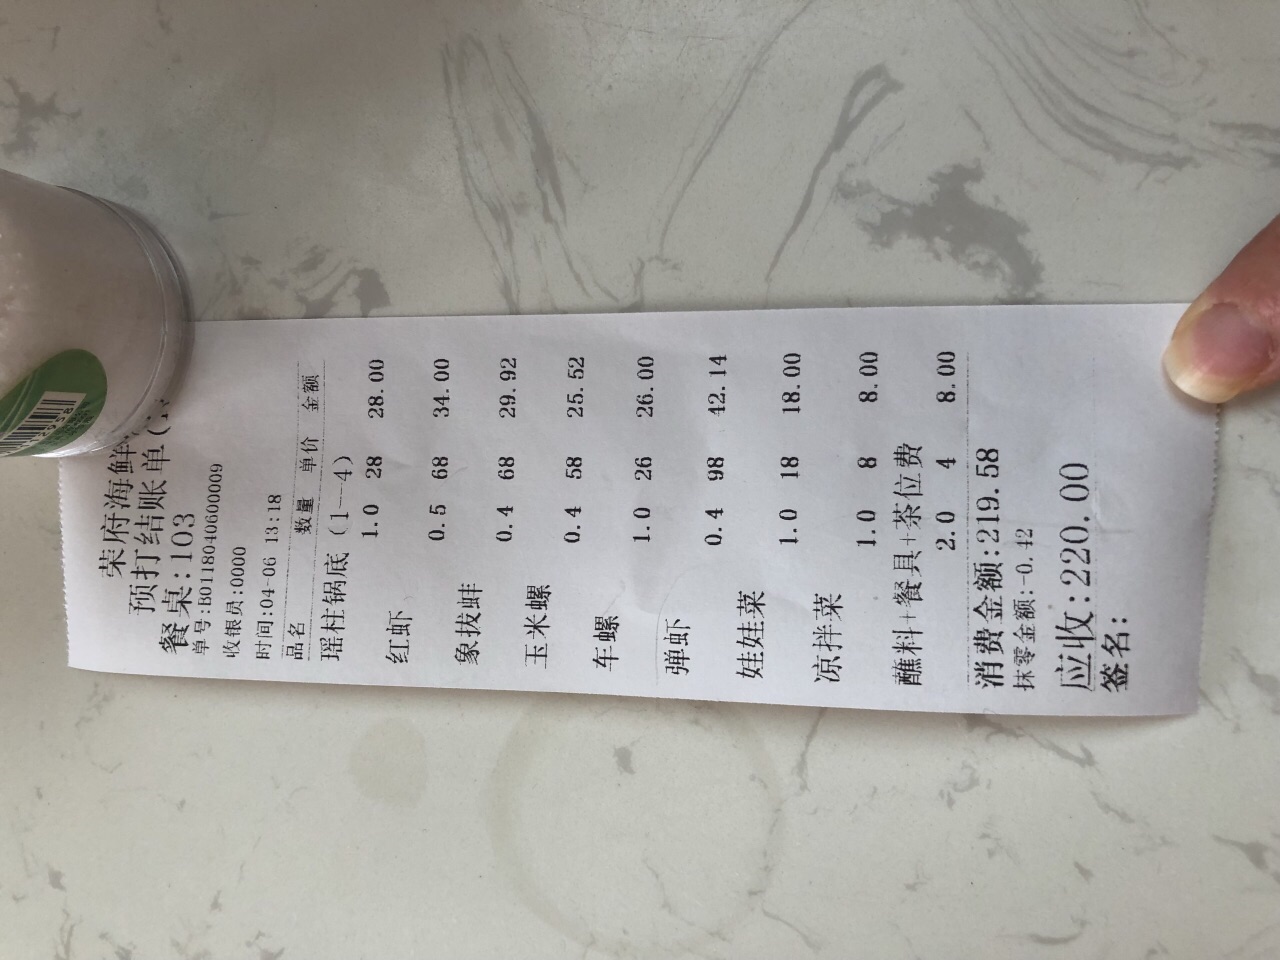 荣府海鲜
预打结账单(
餐桌:103
单号:B0118040600009
收银员:0000
时间:04-06 13:18
品名 数量 单价 金额
瑶柱锅底(1—4)
1.0 28 28.00
红虾
0.5 68 34.00
象拔蚌
0.4 68 29.92
玉米螺
0.4 58 25.52
车螺
1.0 26 26.00
弹虾
0.4 98 42.14
娃娃菜
1.0 18 18.00
凉拌菜
1.0 8 8.00
蘸料+餐具+茶位费
2.0 4 8.00
消费金额:219.58
抹零金额:-0.42
应收:220.00
签名: